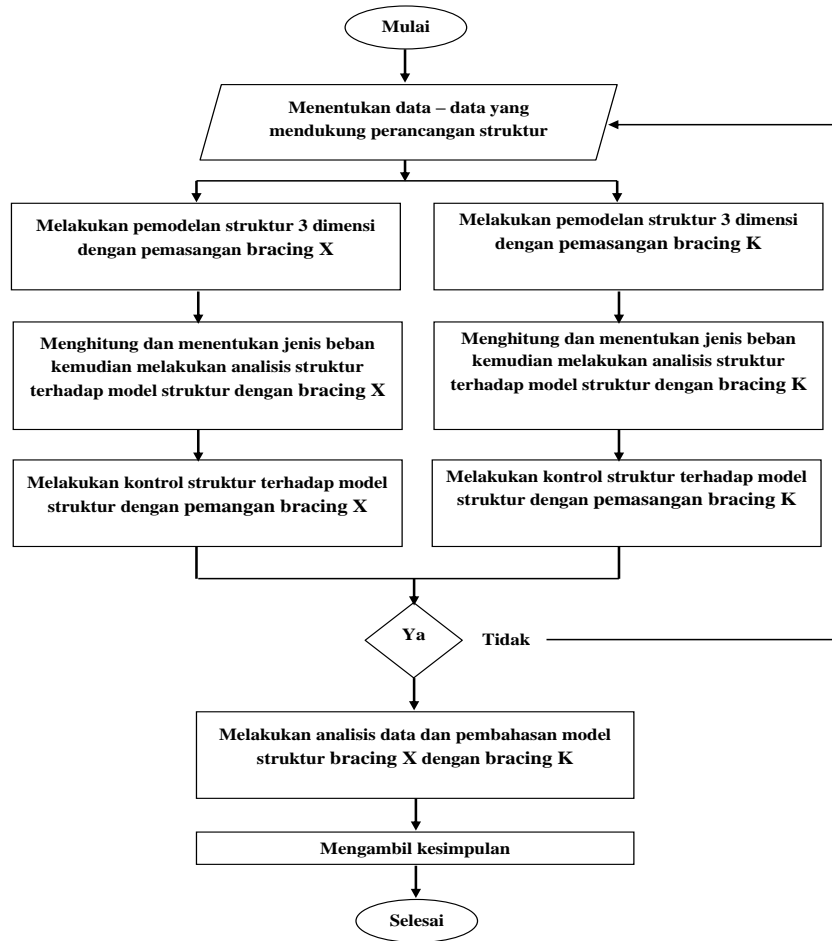 Mulai
Menentukan data – data yang
mendukung perancangan struktur
Melakukan pemodelan struktur 3 dimensi
dengan pemasangan bracing X
Melakukan pemodelan struktur 3 dimensi
dengan pemasangan bracing K
Menghitung dan menentukan jenis beban
kemudian melakukan analisis struktur
terhadap model struktur dengan bracing X
Menghitung dan menentukan jenis beban
kemudian melakukan analisis struktur
terhadap model struktur dengan bracing K
Melakukan kontrol struktur terhadap model
struktur dengan pemangan bracing X
Melakukan kontrol struktur terhadap model
struktur dengan pemasangan bracing K
Ya
Tidak
Melakukan analisis data dan pembahasan model
struktur bracing X dengan bracing K
Mengambil kesimpulan
Selesai